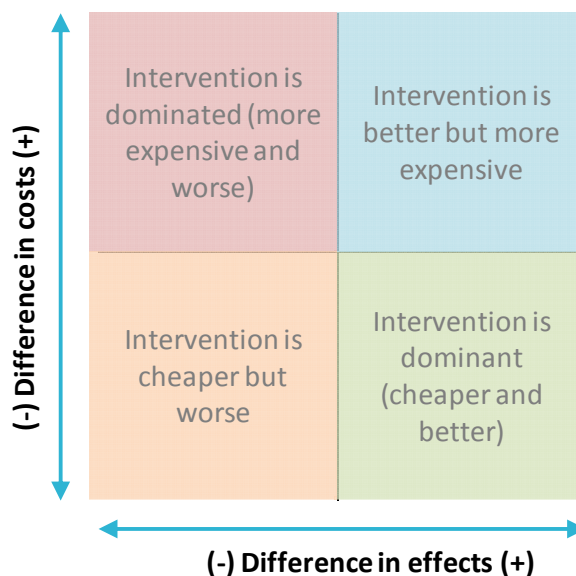 Intervention is
dominated (more
expensive and
worse)
Intervention is
better but more
expensive
Intervention is
cheaper but
worse
Intervention is
dominant
(cheaper and
better)
(-) Difference in costs (+)
(-) Difference in effects (+)